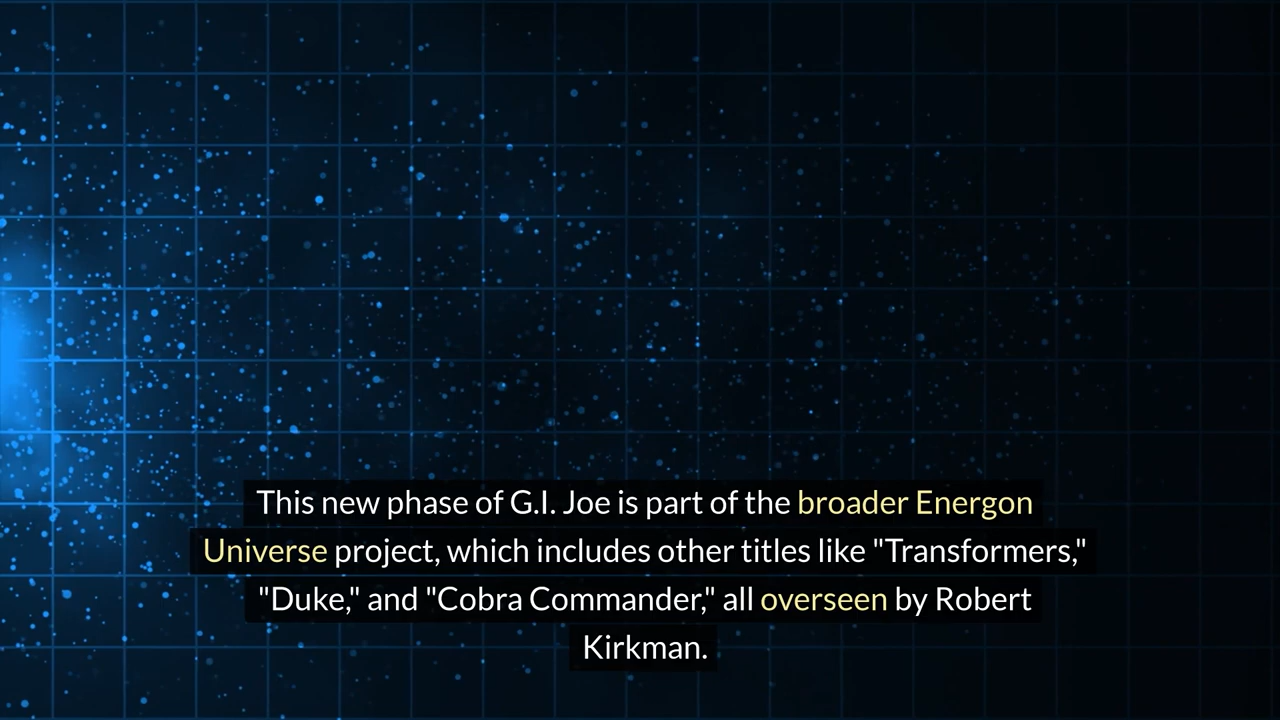 This new phase of G.I. Joe is part of the broader Energon
Universe project, which includes other titles like "Transformers,"
"Duke," and "Cobra Commander," all overseen by Robert
Kirkman.